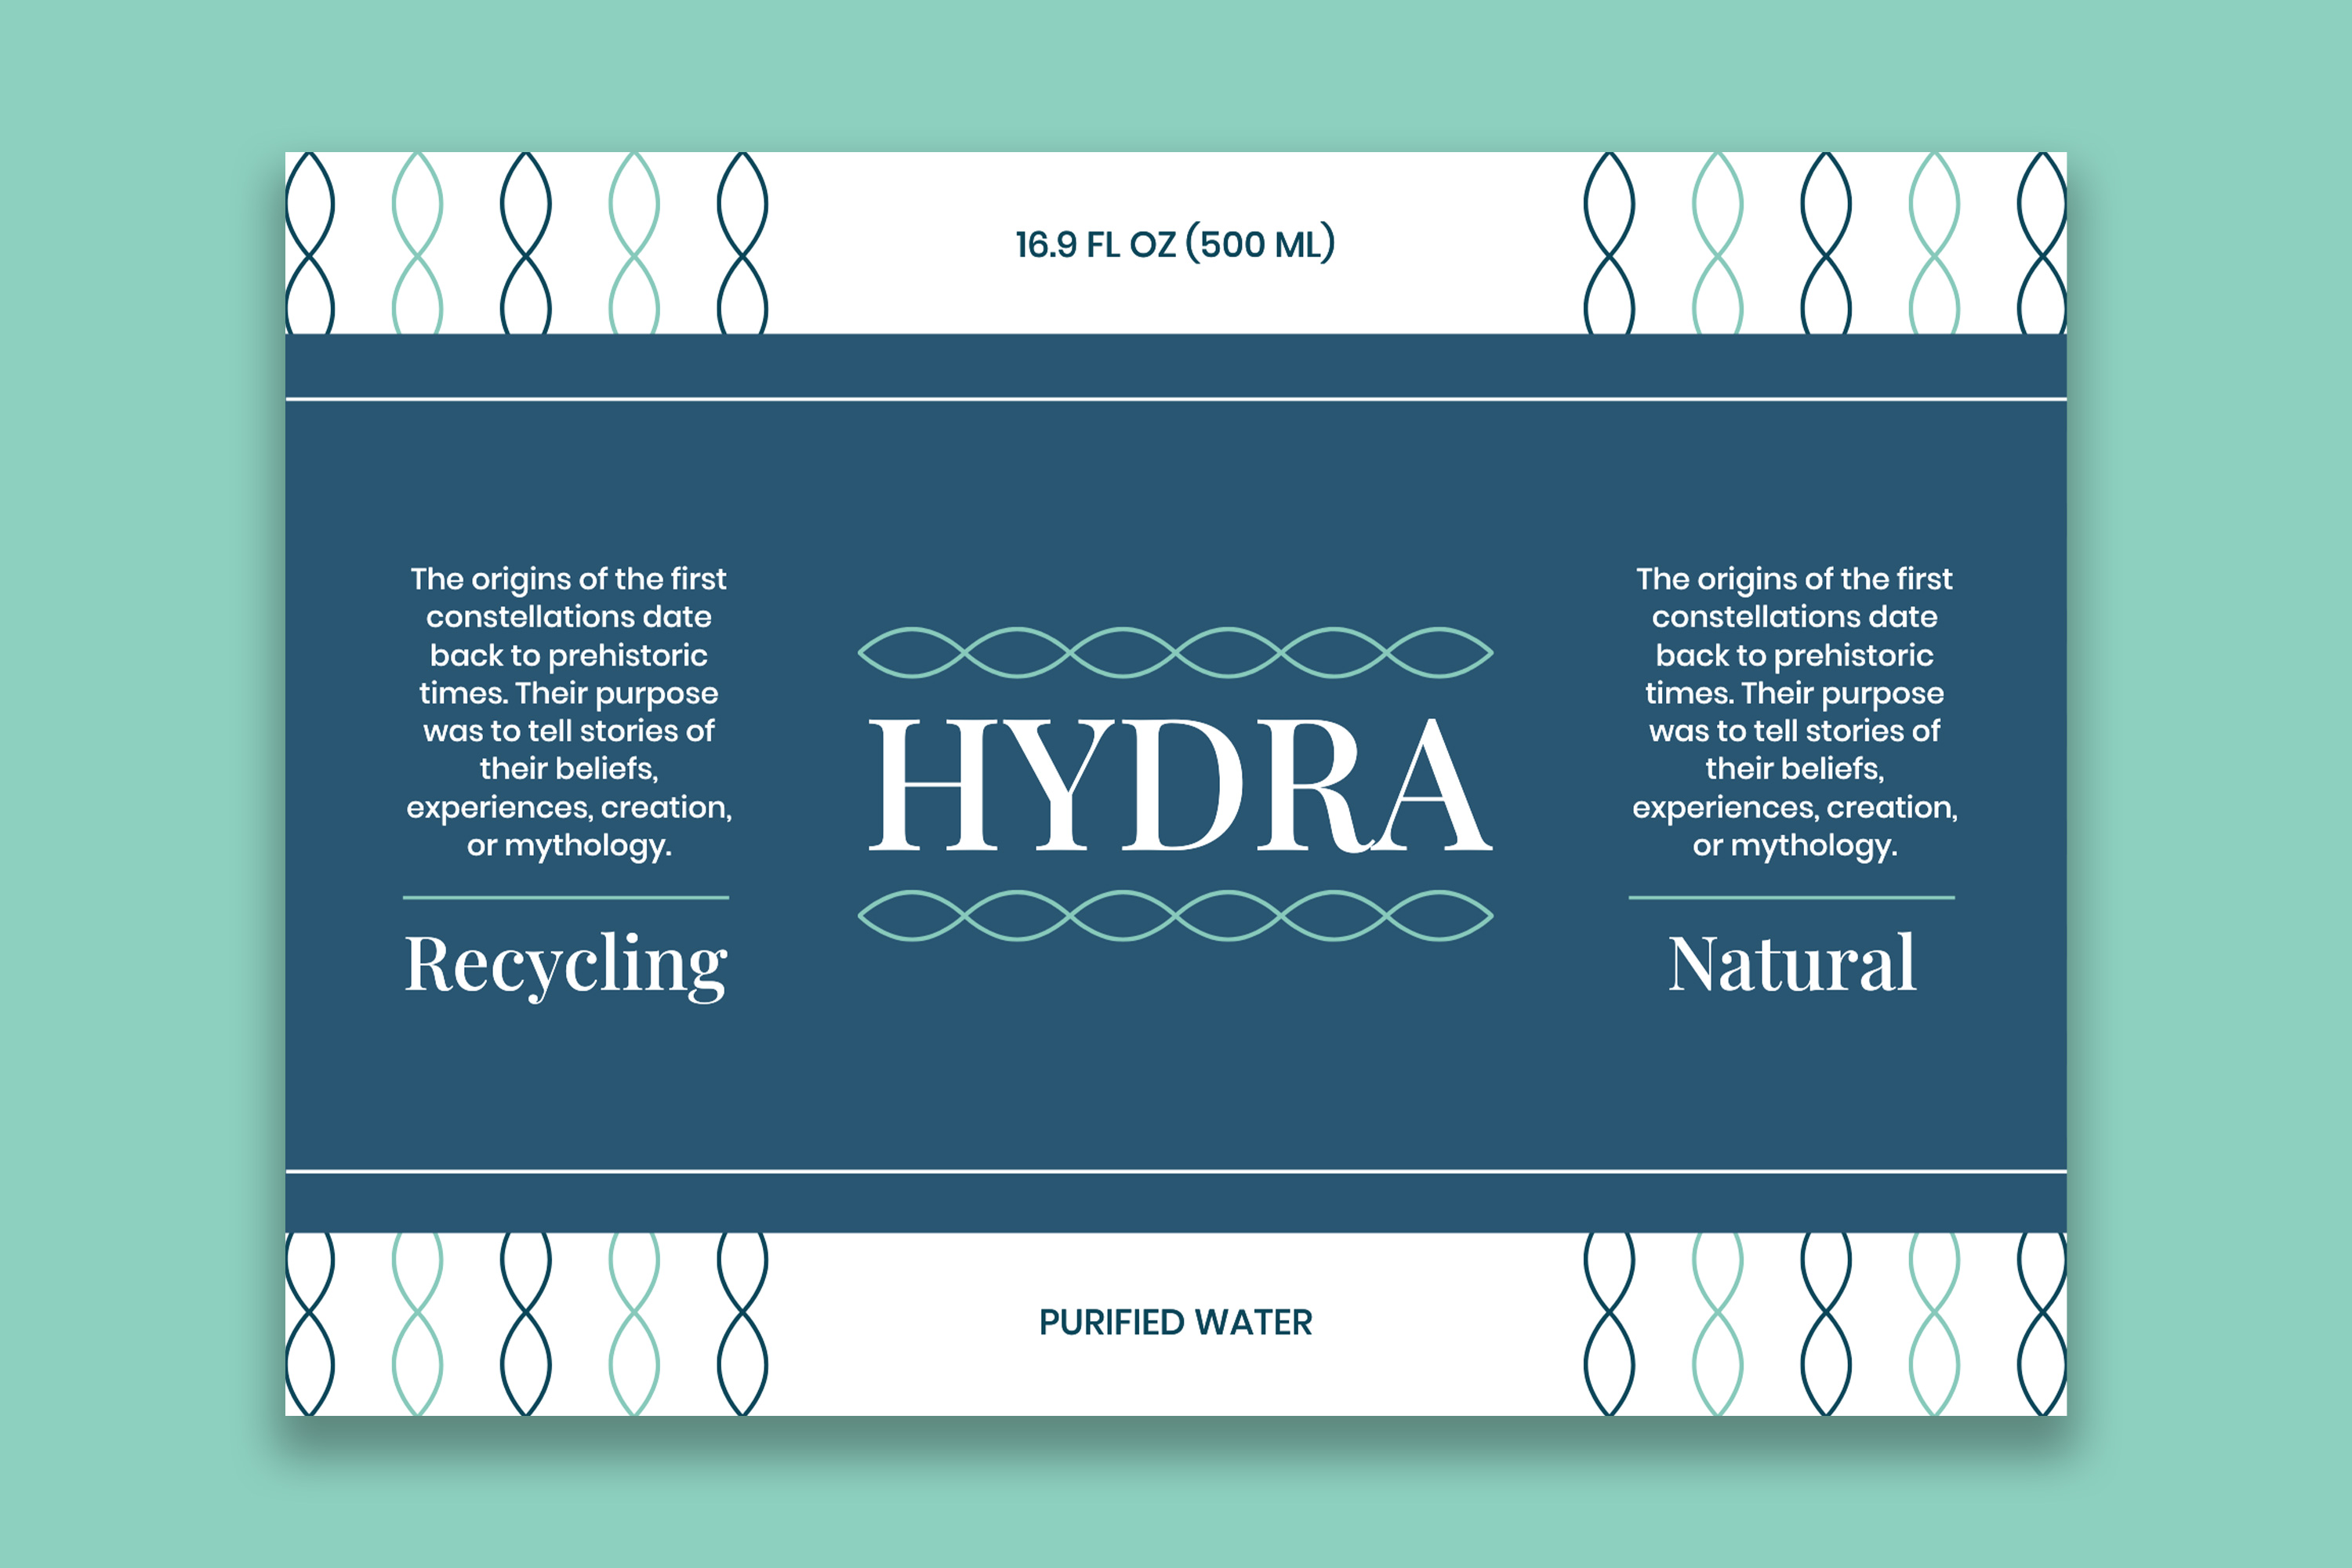 16.9 FL OZ (500 ML)
The origins of the first
constellations date
back to prehistoric
times. Their purpose
was to tell stories of
their beliefs,
experiences, creation,
or mythology.
Recycling
HYDRA
The origins of the first
constellations date
back to prehistoric
times. Their purpose
was to tell stories of
their beliefs,
experiences, creation,
or mythology.
Natural
PURIFIED WATER